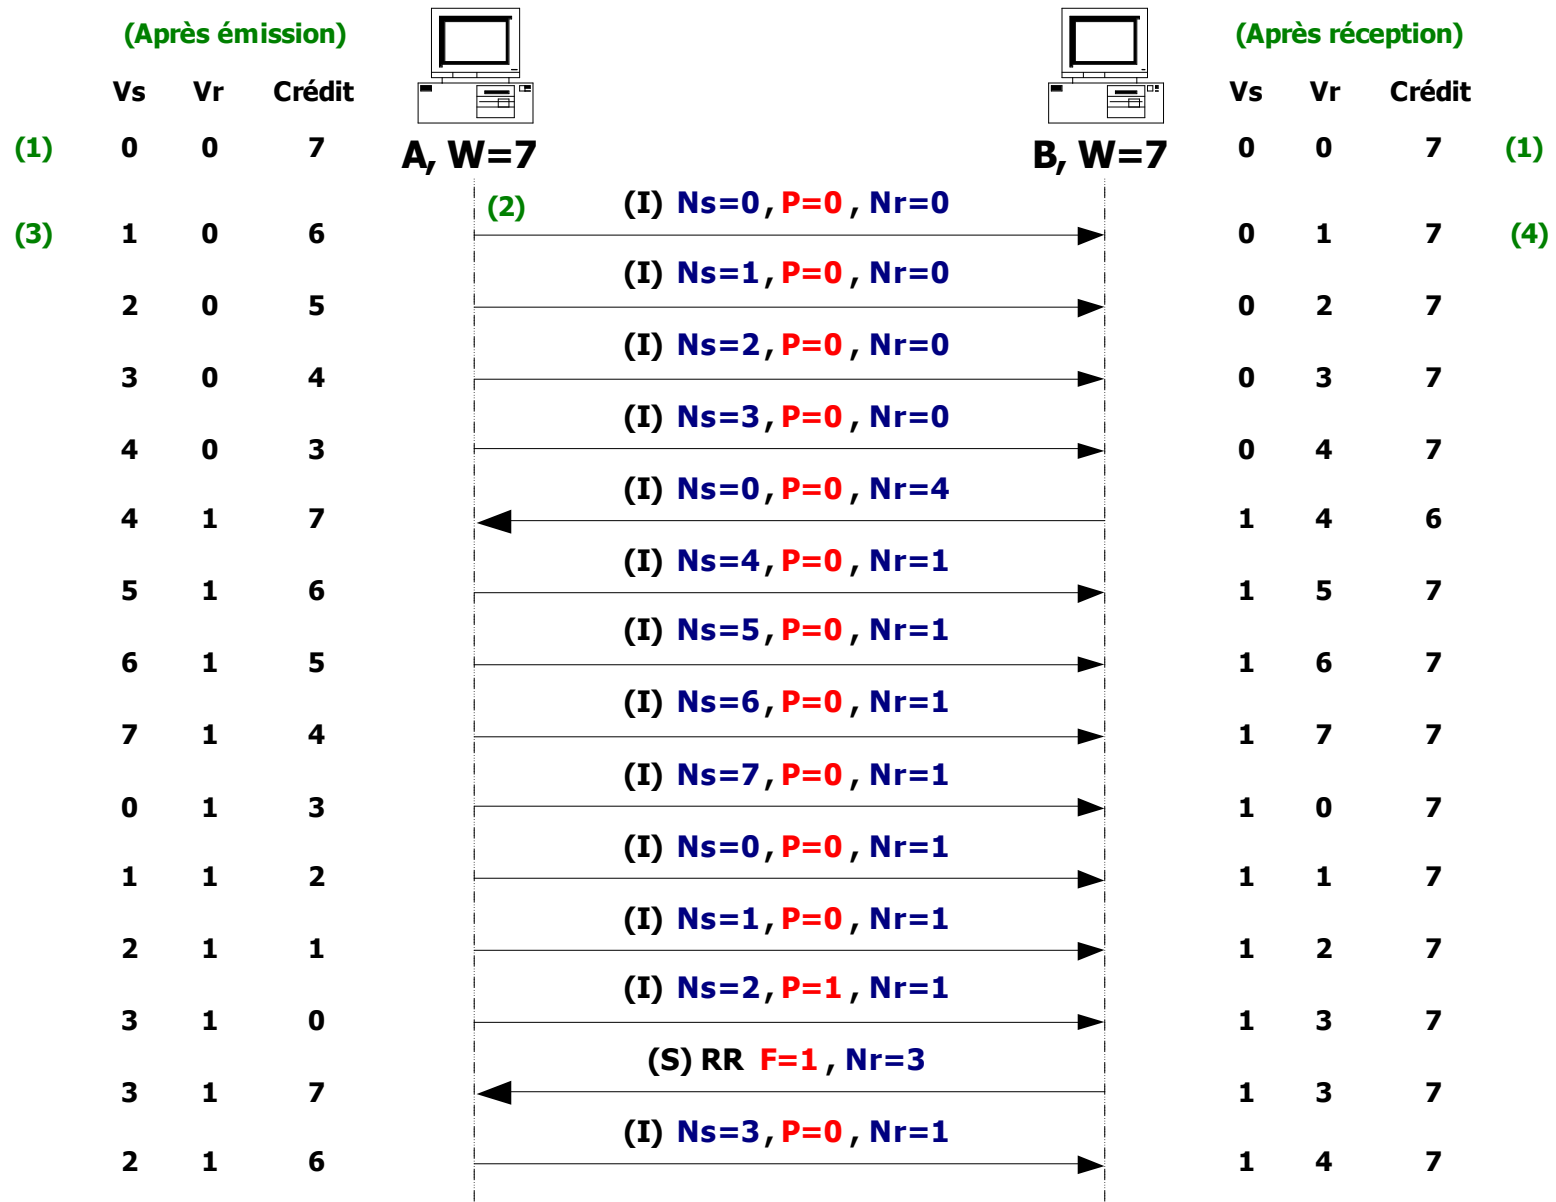 (Après émission) (Après réception)
Vs Vr Crédit Vs Vr Crédit
(1) 0 0 7 A, W=7 B, W=7 0 0 7 (1)
(2) (I) Ns=0, P=0, Nr=0
(3) 1 0 6 0 1 7 (4)
(I) Ns=1, P=0, Nr=0
2 0 5 0 2 7
(I) Ns=2, P=0, Nr=0
3 0 4 0 3 7
(I) Ns=3, P=0, Nr=0
4 0 3 0 4 7
(I) Ns=0, P=0, Nr=4
4 1 7 1 4 6
(I) Ns=4, P=0, Nr=1
5 1 6 1 5 7
(I) Ns=5, P=0, Nr=1
6 1 5 1 6 7
(I) Ns=6, P=0, Nr=1
7 1 4 1 7 7
(I) Ns=7, P=0, Nr=1
0 1 3 1 0 7
(I) Ns=0, P=0, Nr=1
1 1 2 1 1 7
(I) Ns=1, P=0, Nr=1
2 1 1 1 2 7
(I) Ns=2, P=1, Nr=1
3 1 0 1 3 7
(S) RR F=1, Nr=3
3 1 7 1 3 7
(I) Ns=3, P=0, Nr=1
2 1 6 1 4 7